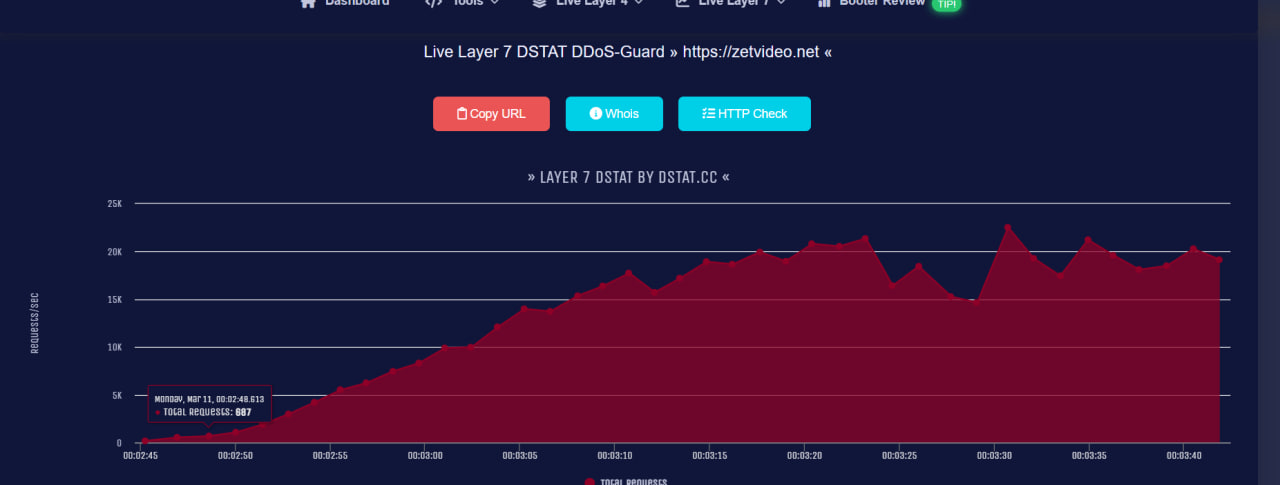 Dashboard Tools Live Layer 4 Live Layer 7 Booter Review TIP!
Live Layer 7 DSTAT DDoS-Guard » https://zetvideo.net «
Copy URL Whois HTTP Check
» LAYER 7 DSTAT BY DSTAT.CC «
25K
20K
15K
10K
5K
0
Requests/sec
Monday, Mar 11, 00:02:48.613
Total Requests: 687
00:02:45 00:02:50 00:02:55 00:03:00 00:03:05 00:03:10 00:03:15 00:03:20 00:03:25 00:03:30 00:03:35 00:03:40
Total Requests